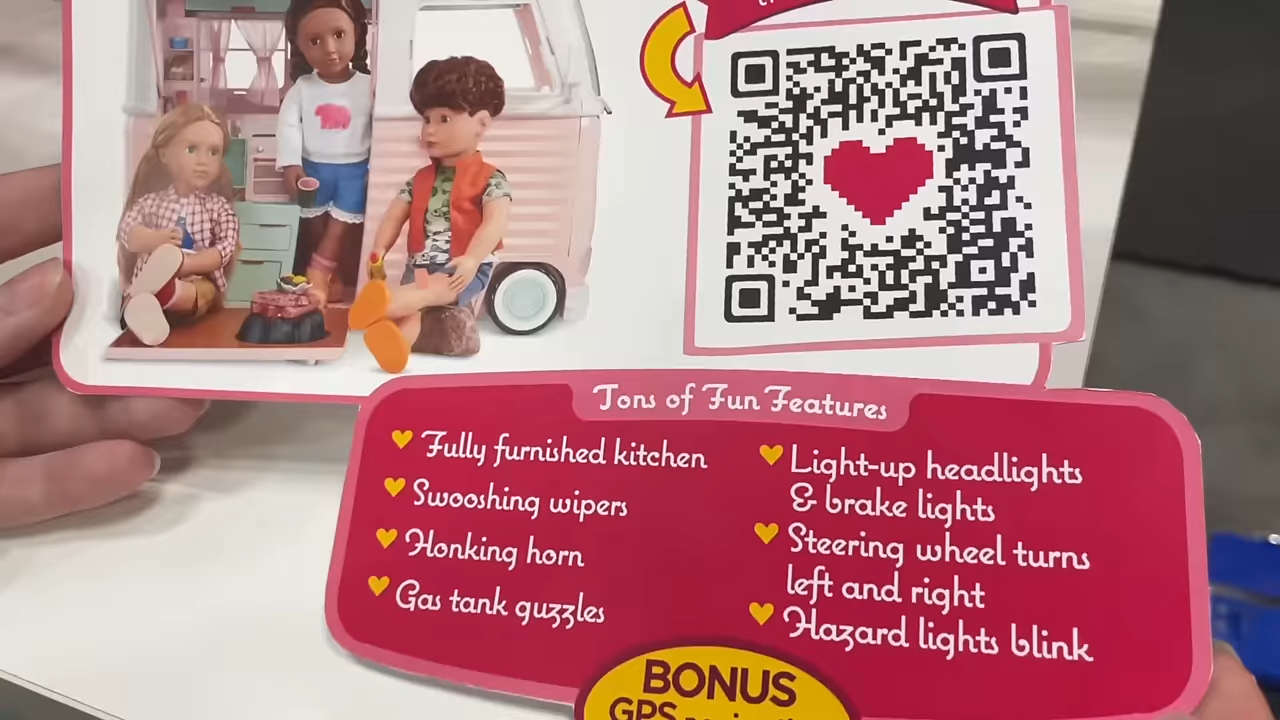 Tons of Fun Features
Fully furnished kitchen
Swooshing wipers
Honking horn
Gas tank guzzles
Light-up headlights
& brake lights
Steering wheel turns
left and right
Hazard lights blink
BONUS
GPS